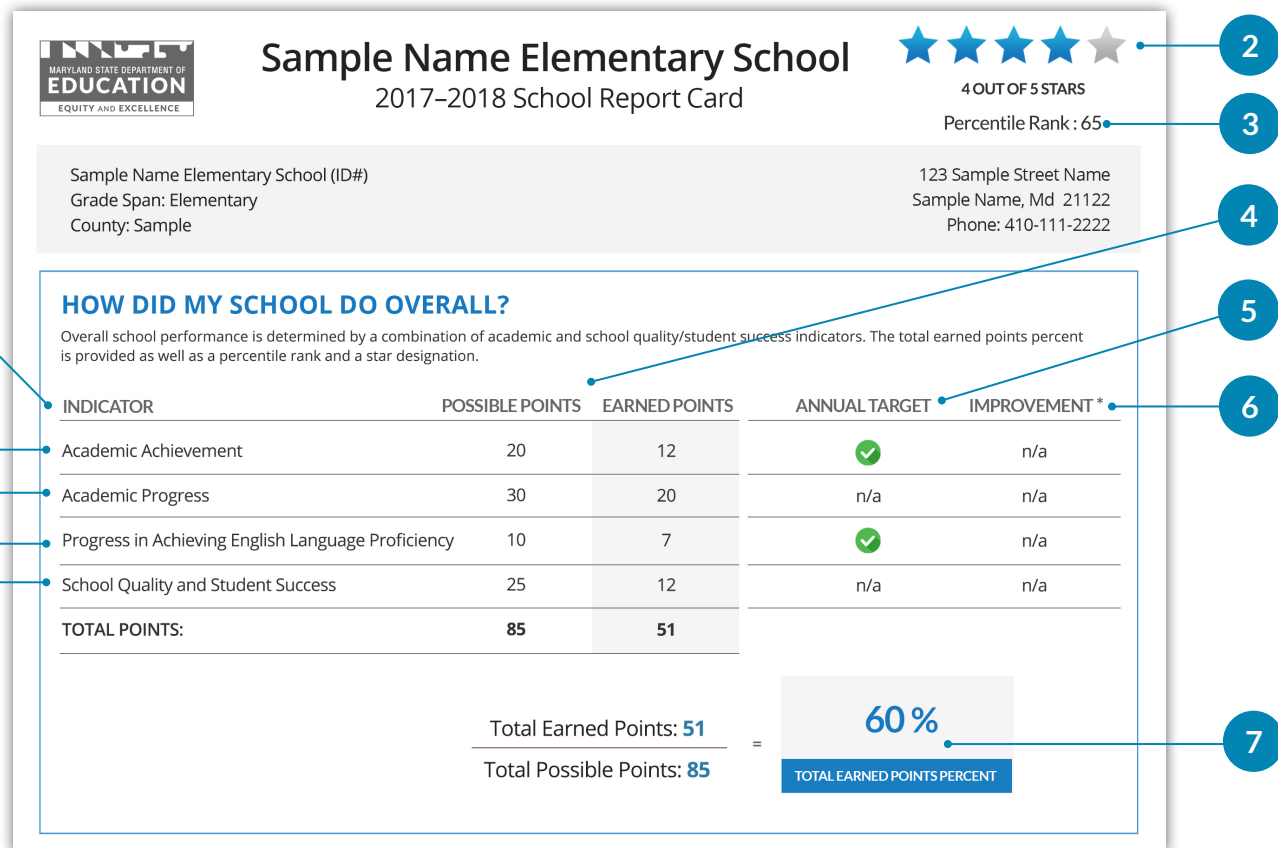 MARYLAND STATE DEPARTMENT OF
EDUCATION
EQUITY AND EXCELLENCE
Sample Name Elementary School
2017–2018 School Report Card
4 OUT OF 5 STARS
Percentile Rank : 65
2
3
Sample Name Elementary School (ID#)
Grade Span: Elementary
County: Sample
123 Sample Street Name
Sample Name, Md 21122
Phone: 410-111-2222
4
5
6
HOW DID MY SCHOOL DO OVERALL?
Overall school performance is determined by a combination of academic and school quality/student success indicators. The total earned points percent
is provided as well as a percentile rank and a star designation.
INDICATOR POSSIBLE POINTS EARNED POINTS ANNUAL TARGET IMPROVEMENT *
Academic Achievement 20 12 n/a
Academic Progress 30 20 n/a n/a
Progress in Achieving English Language Proficiency 10 7 n/a
School Quality and Student Success 25 12 n/a n/a
TOTAL POINTS: 85 51
Total Earned Points: 51
Total Possible Points: 85
=
60 %
TOTAL EARNED POINTS PERCENT
7